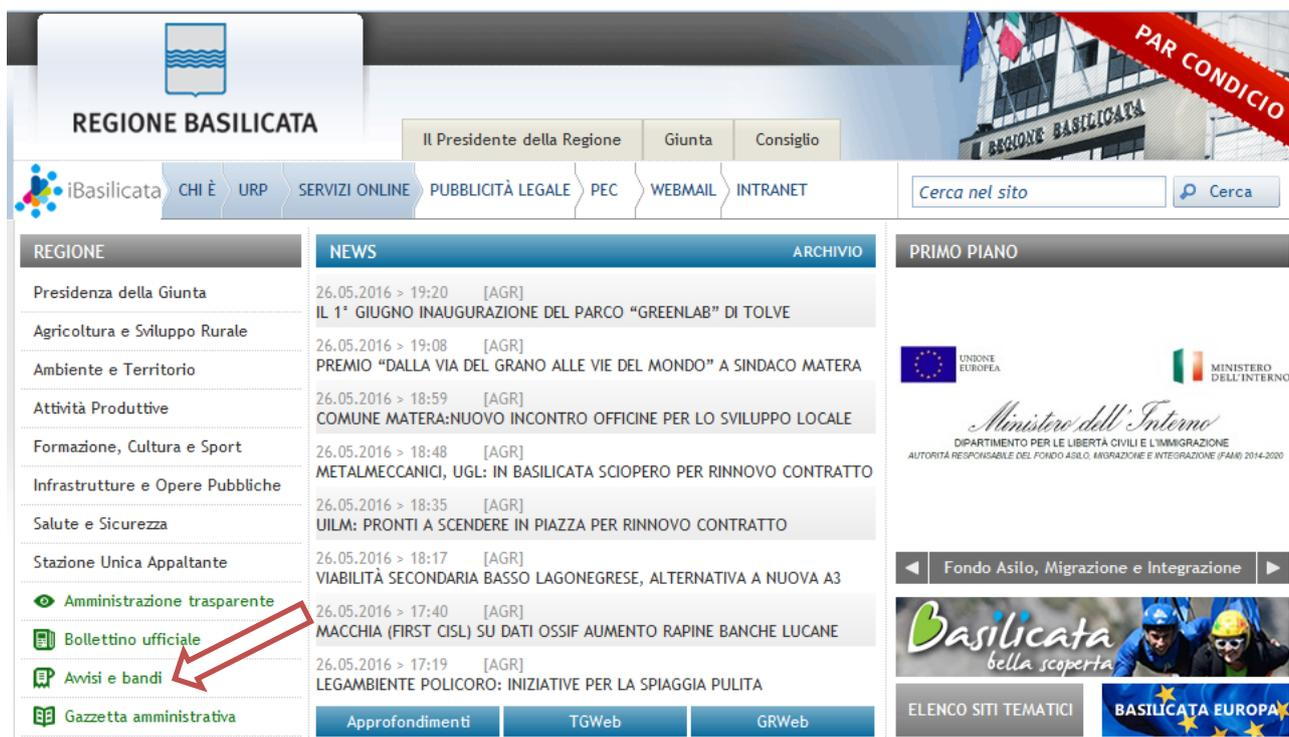 PAR CONDICIO
REGIONE BASILICATA
REGIONE BASILICATA
Il Presidente della Regione
Giunta
Consiglio
iBasilicata
CHI È
URP
SERVIZI ONLINE
PUBBLICITÀ LEGALE
PEC
WEBMAIL
INTRANET
Cerca nel sito
Cerca
REGIONE
Presidenza della Giunta
Agricoltura e Sviluppo Rurale
Ambiente e Territorio
Attività Produttive
Formazione, Cultura e Sport
Infrastrutture e Opere Pubbliche
Salute e Sicurezza
Stazione Unica Appaltante
Amministrazione trasparente
Bollettino ufficiale
Avvisi e bandi
Gazzetta amministrativa
NEWS
ARCHIVIO
26.05.2016 > 19:20 [AGR]
IL 1° GIUGNO INAUGURAZIONE DEL PARCO “GREENLAB” DI TOLVE
26.05.2016 > 19:08 [AGR]
PREMIO “DALLA VIA DEL GRANO ALLE VIE DEL MONDO” A SINDACO MATERA
26.05.2016 > 18:59 [AGR]
COMUNE MATERA:NUOVO INCONTRO OFFICINE PER LO SVILUPPO LOCALE
26.05.2016 > 18:48 [AGR]
METALMECCANICI, UGL: IN BASILICATA SCIOPERO PER RINNOVO CONTRATTO
26.05.2016 > 18:35 [AGR]
UILM: PRONTI A SCENDERE IN PIAZZA PER RINNOVO CONTRATTO
26.05.2016 > 18:17 [AGR]
VIABILITÀ SECONDARIA BASSO LAGONEGRESE, ALTERNATIVA A NUOVA A3
26.05.2016 > 17:40 [AGR]
MACCHIA (FIRST CISL) SU DATI OSSIF AUMENTO RAPINE BANCHE LUCANE
26.05.2016 > 17:19 [AGR]
LEGAMBIENTE POLICORO: INIZIATIVE PER LA SPIAGGIA PULITA
Approfondimenti
TGWeb
GRWeb
PRIMO PIANO
UNIONE
EUROPEA
MINISTERO
DELL'INTERNO
Ministero dell'Interno
DIPARTIMENTO PER LE LIBERTÀ CIVILI E L'IMMIGRAZIONE
AUTORITÀ RESPONSABILE DEL FONDO ASILO, MIGRAZIONE E INTEGRAZIONE (FAMI) 2014-2020
Fondo Asilo, Migrazione e Integrazione
Basilicata
bella scoperta
ELENCO SITI TEMATICI
BASILICATA EUROPA